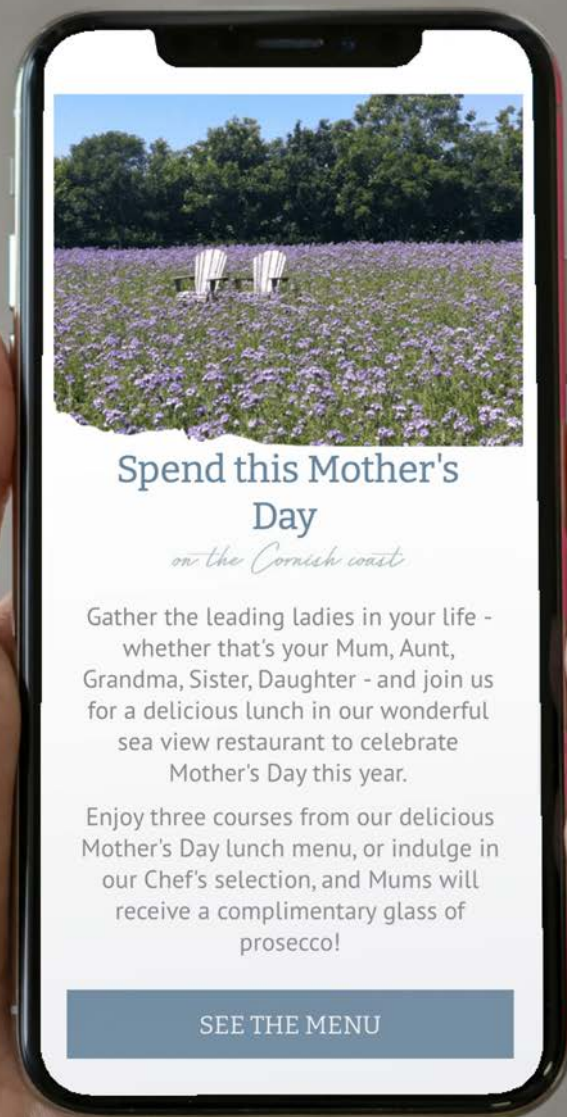 Spend this Mother's
Day
on the Cornish coast
Gather the leading ladies in your life -
whether that's your Mum, Aunt,
Grandma, Sister, Daughter - and join us
for a delicious lunch in our wonderful
sea view restaurant to celebrate
Mother's Day this year.
Enjoy three courses from our delicious
Mother's Day lunch menu, or indulge in
our Chef's selection, and Mums will
receive a complimentary glass of
prosecco!
SEE THE MENU